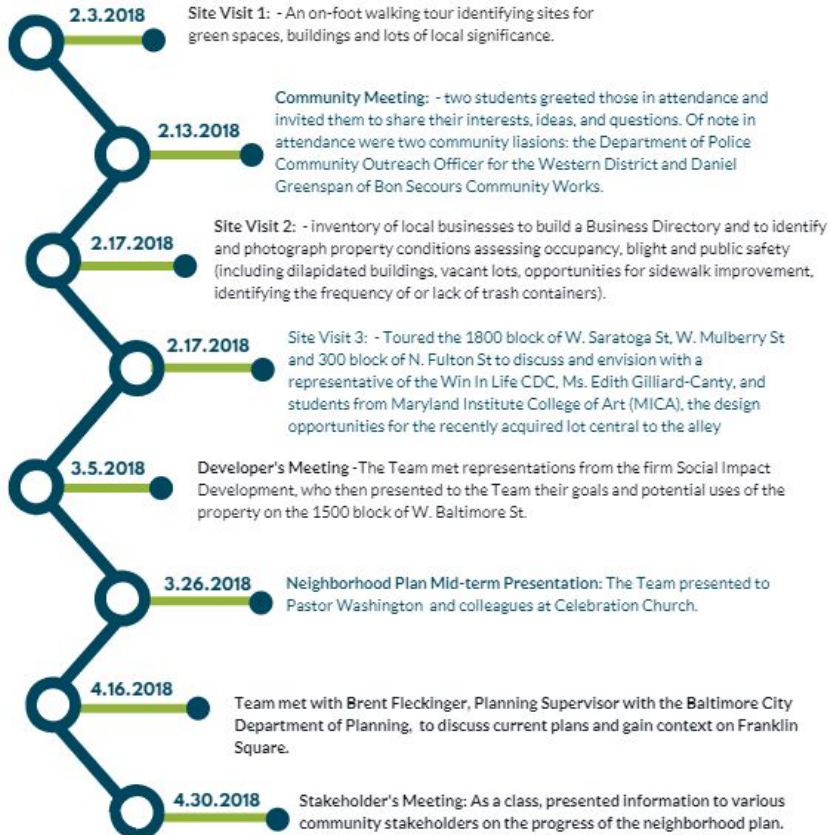 2.3.2018
Site Visit 1: - An on-foot walking tour identifying sites for
green spaces, buildings and lots of local significance.
2.13.2018
Community Meeting: - two students greeted those in attendance and
invited them to share their interests, ideas, and questions. Of note in
attendance were two community liasions: the Department of Police
Community Outreach Officer for the Western District and Daniel
Greenspan of Bon Secours Community Works.
2.17.2018
Site Visit 2: - inventory of local businesses to build a Business Directory and to identify
and photograph property conditions assessing occupancy, blight and public safety
(including dilapidated buildings, vacant lots, opportunities for sidewalk improvement,
identifying the frequency of or lack of trash containers).
2.17.2018
Site Visit 3: - Toured the 1800 block of W. Saratoga St, W. Mulberry St
and 300 block of N. Fulton St to discuss and envision with a
representative of the Win In Life CDC, Ms. Edith Gilliard-Canty, and
students from Maryland Institute College of Art (MICA), the design
opportunities for the recently acquired lot central to the alley
3.5.2018
Developer's Meeting -The Team met representations from the firm Social Impact
Development, who then presented to the Team their goals and potential uses of the
property on the 1500 block of W. Baltimore St.
3.26.2018
Neighborhood Plan Mid-term Presentation: The Team presented to
Pastor Washington and colleagues at Celebration Church.
4.16.2018
Team met with Brent Fleckinger, Planning Supervisor with the Baltimore City
Department of Planning, to discuss current plans and gain context on Franklin
Square.
4.30.2018
Stakeholder's Meeting: As a class, presented information to various
community stakeholders on the progress of the neighborhood plan.